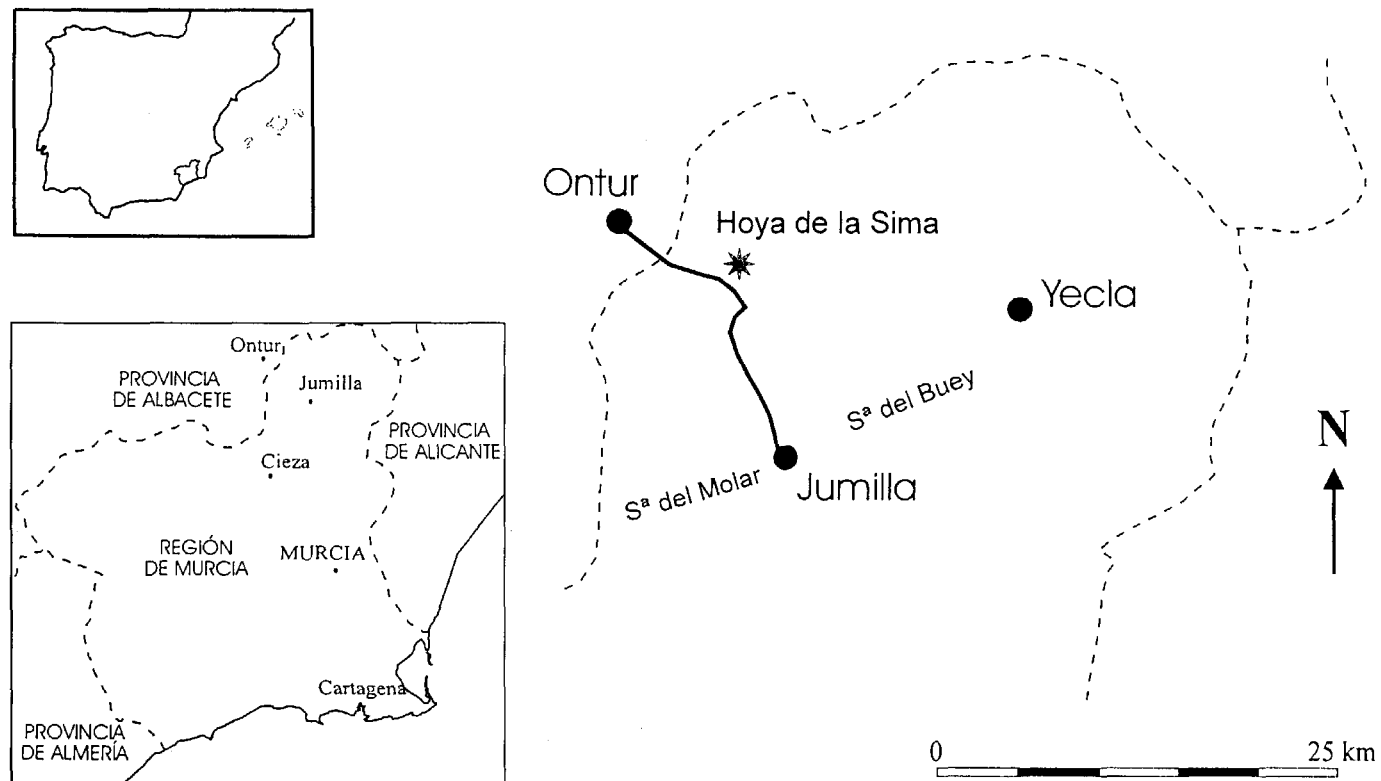 Ontur
Hoya de la Sima
Yecla
Sª del Buey
Sª del Molar
Jumilla
N
0
25 km
Ontur
Jumilla
PROVINCIA
DE ALBACETE
PROVINCIA
DE ALICANTE
Cieza
REGIÓN
DE MURCIA
MURCIA
Cartagena
PROVINCIA
DE ALMERÍA